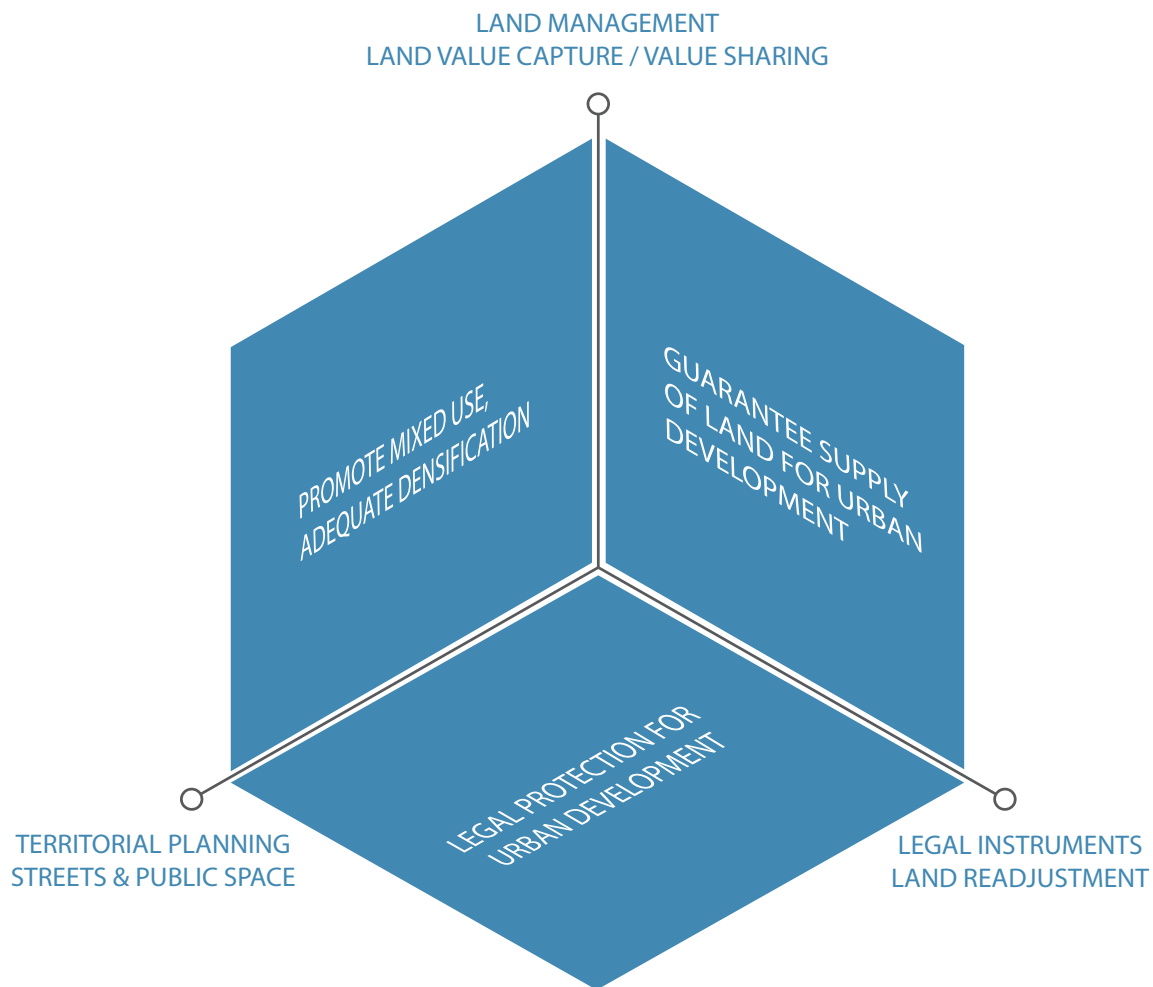 LAND MANAGEMENT
LAND VALUE CAPTURE / VALUE SHARING
PROMOTE MIXED USE,
ADEQUATE DENSIFICATION
GUARANTEE SUPPLY
OF LAND FOR URBAN
DEVELOPMENT
LEGAL PROTECTION FOR
URBAN DEVELOPMENT
TERRITORIAL PLANNING
STREETS & PUBLIC SPACE
LEGAL INSTRUMENTS
LAND READJUSTMENT